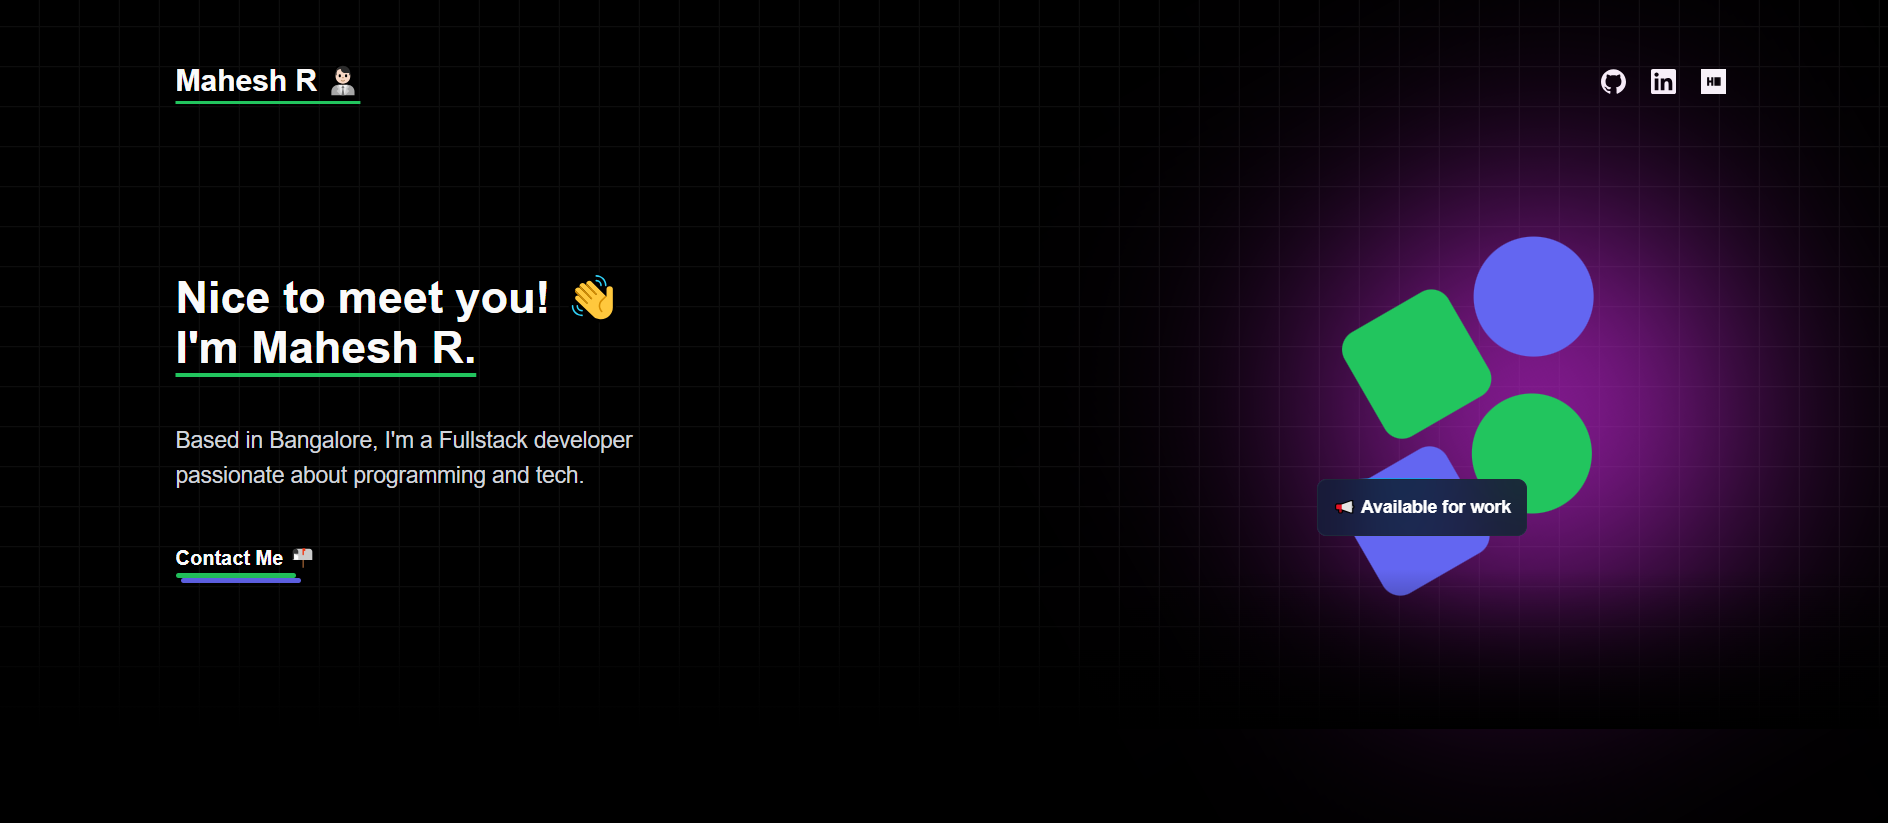 Mahesh R
Nice to meet you!
I'm Mahesh R.
Based in Bangalore, I'm a Fullstack developer
passionate about programming and tech.
Available for work
Contact Me
in
H